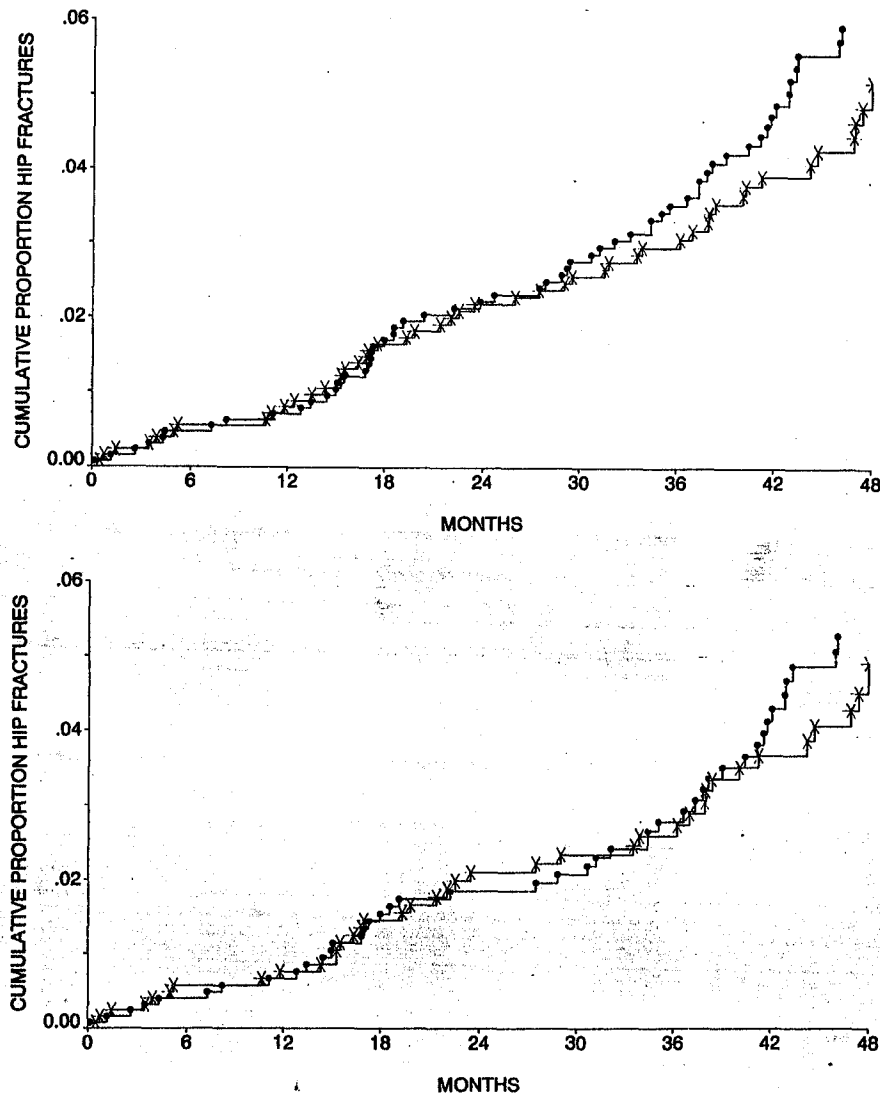 CUMULATIVE PROPORTION HIP FRACTURES
.06
.04
.02
0.00
0 6 12 18 24 30 36 42 48
MONTHS
CUMULATIVE PROPORTION HIP FRACTURES
.06
.04
.02
0.00
0 6 12 18 24 30 36 42 48
MONTHS